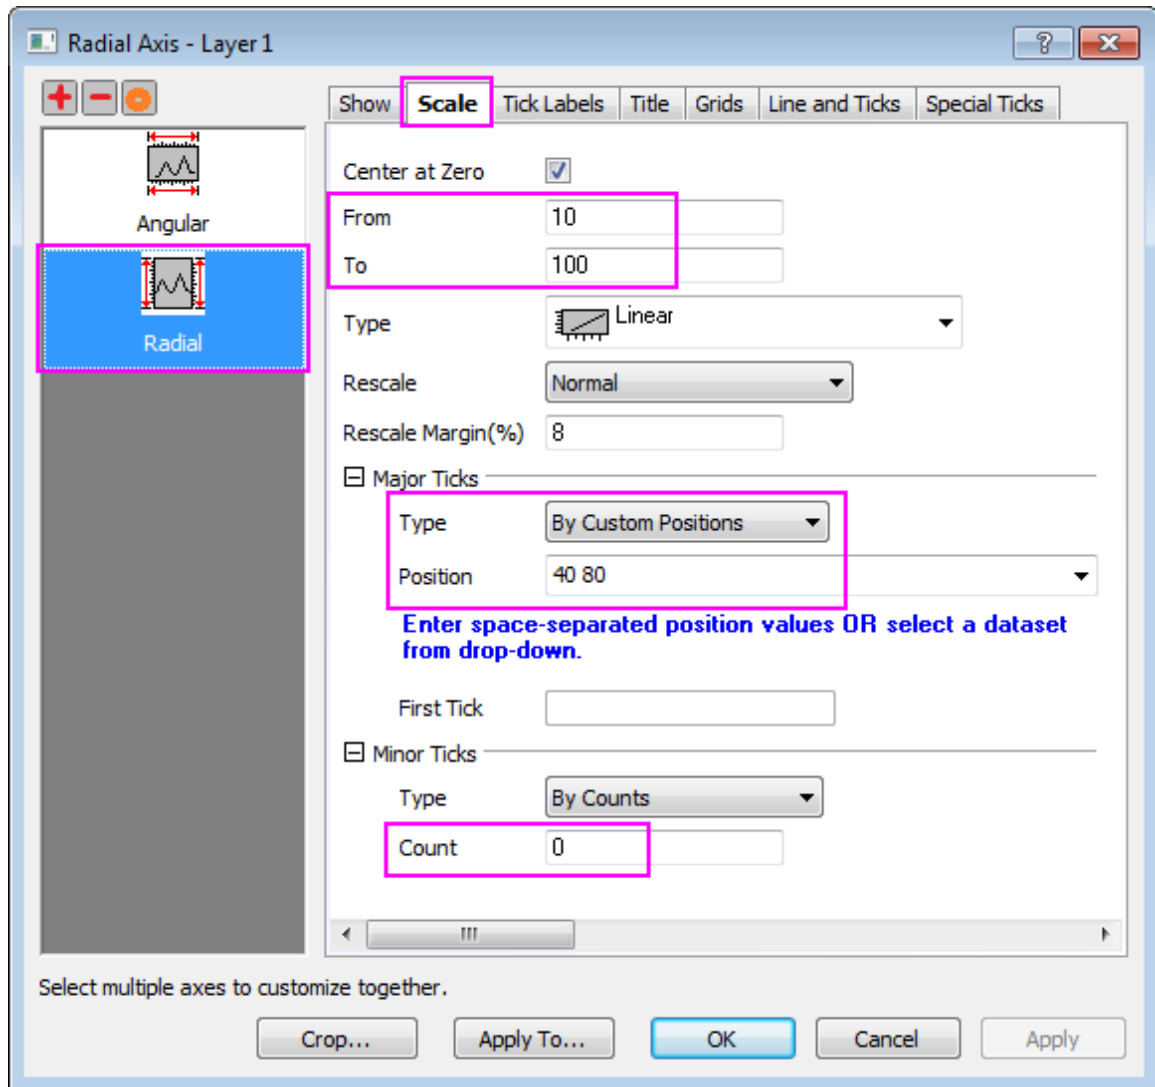 Radial Axis - Layer 1
Show Scale Tick Labels Title Grids Line and Ticks Special Ticks
Angular
Radial
Center at Zero
From 10
To 100
Type Linear
Rescale Normal
Rescale Margin(%) 8
Major Ticks
Type By Custom Positions
Position 40 80
Enter space-separated position values OR select a dataset
from drop-down.
First Tick
Minor Ticks
Type By Counts
Count 0
Select multiple axes to customize together.
Crop... Apply To... OK Cancel Apply